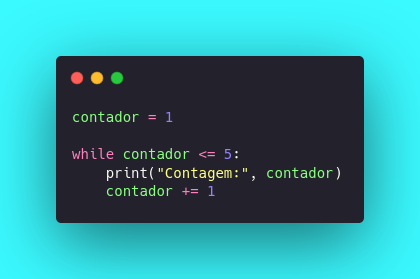 contador = 1

while contador <= 5:
    print("Contagem:", contador)
    contador += 1